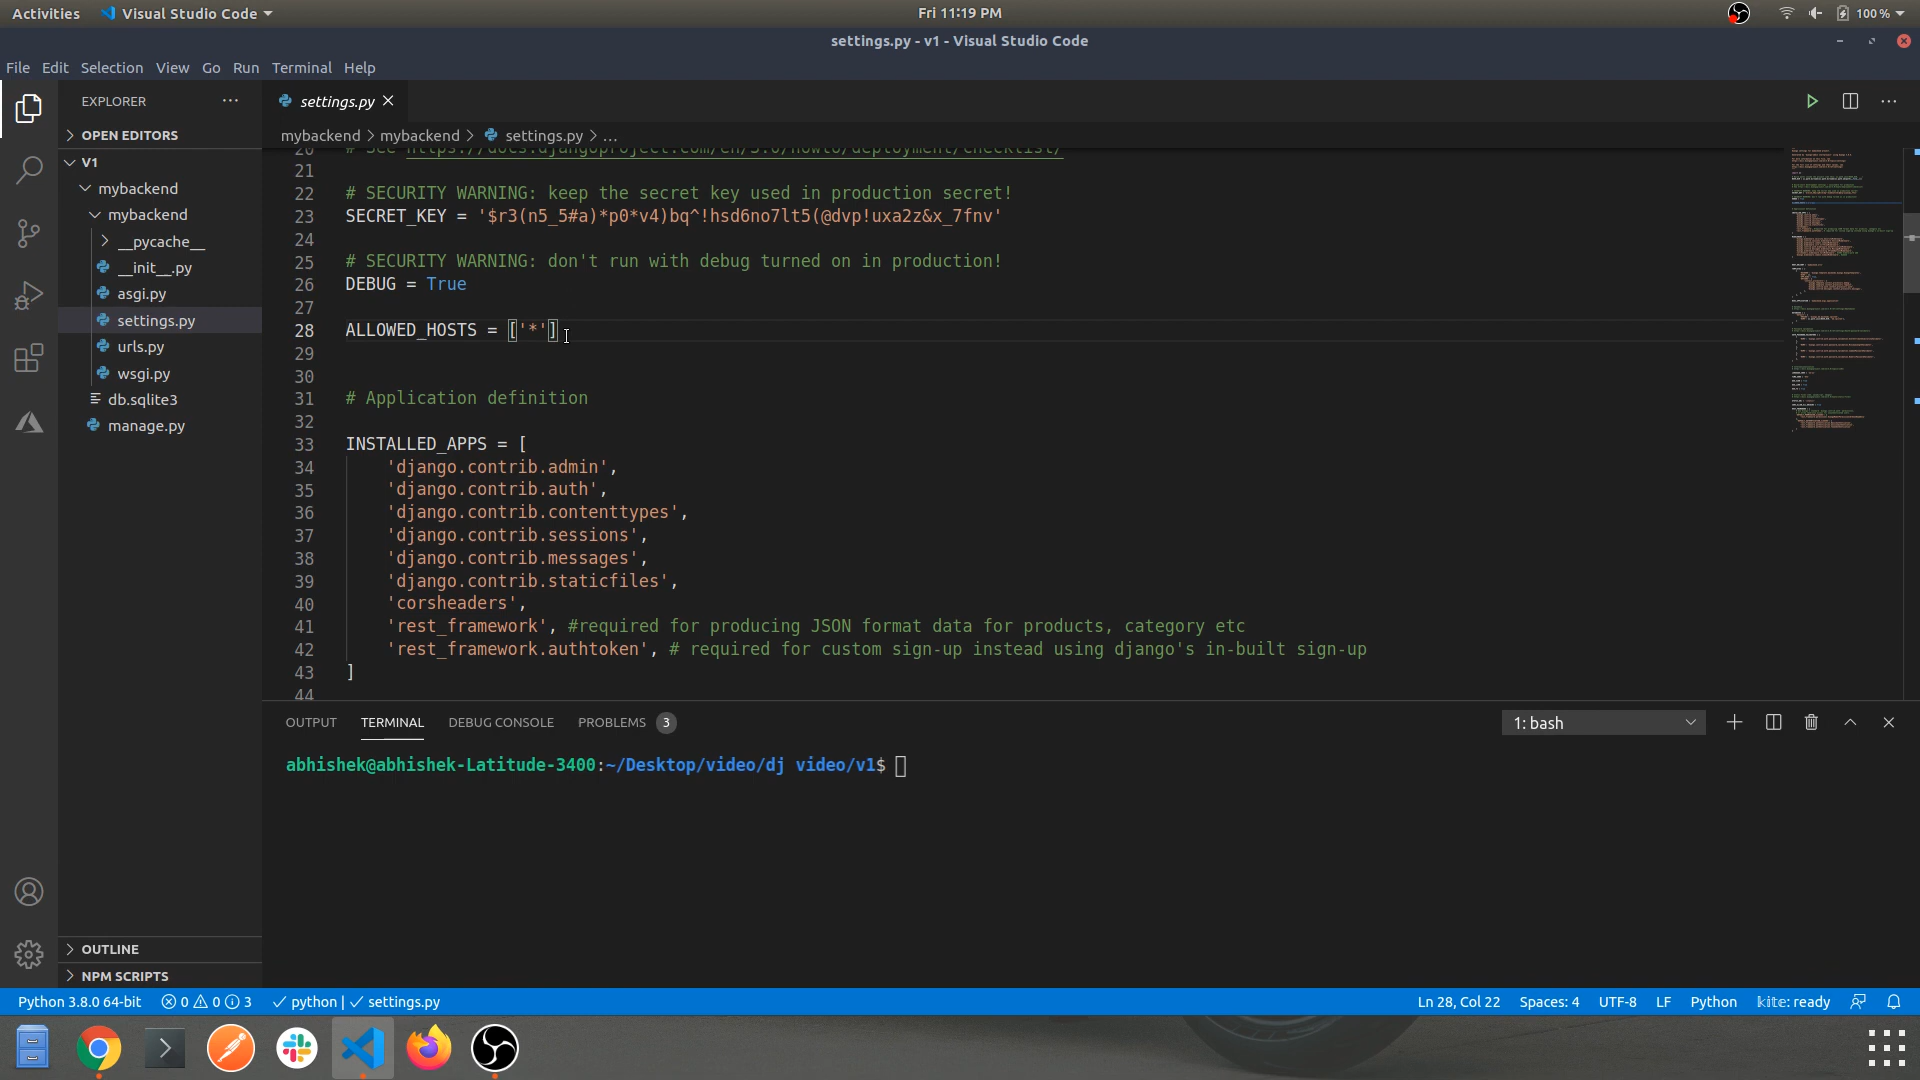 Activities Visual Studio Code Fri 11:19 PM 100 %
settings.py - v1 - Visual Studio Code
File Edit Selection View Go Run Terminal Help
EXPLORER
OPEN EDITORS
V1
mybackend
mybackend
__pycache__
__init__.py
asgi.py
settings.py
urls.py
wsgi.py
db.sqlite3
manage.py
OUTLINE
NPM SCRIPTS
settings.py
mybackend > mybackend > settings.py > ...
20 # See https://docs.djangoproject.com/en/3.0/howto/deployment/checklist/
21
22 # SECURITY WARNING: keep the secret key used in production secret!
23 SECRET_KEY = '$r3(n5_5#a)*p0*v4)bq^!hsd6no7lt5(@dvp!uxa2z&x_7fnv'
24
25 # SECURITY WARNING: don't run with debug turned on in production!
26 DEBUG = True
27
28 ALLOWED_HOSTS = ['*']
29
30
31 # Application definition
32
33 INSTALLED_APPS = [
34 'django.contrib.admin',
35 'django.contrib.auth',
36 'django.contrib.contenttypes',
37 'django.contrib.sessions',
38 'django.contrib.messages',
39 'django.contrib.staticfiles',
40 'corsheaders',
41 'rest_framework', #required for producing JSON format data for products, category etc
42 'rest_framework.authtoken', # required for custom sign-up instead using django's in-built sign-up
43 ]
44
OUTPUT TERMINAL DEBUG CONSOLE PROBLEMS 3 1: bash
abhishek@abhishek-Latitude-3400:~/Desktop/video/dj video/v1$
Python 3.8.0 64-bit 0 0 3 python | settings.py Ln 28, Col 22 Spaces: 4 UTF-8 LF Python kite: ready